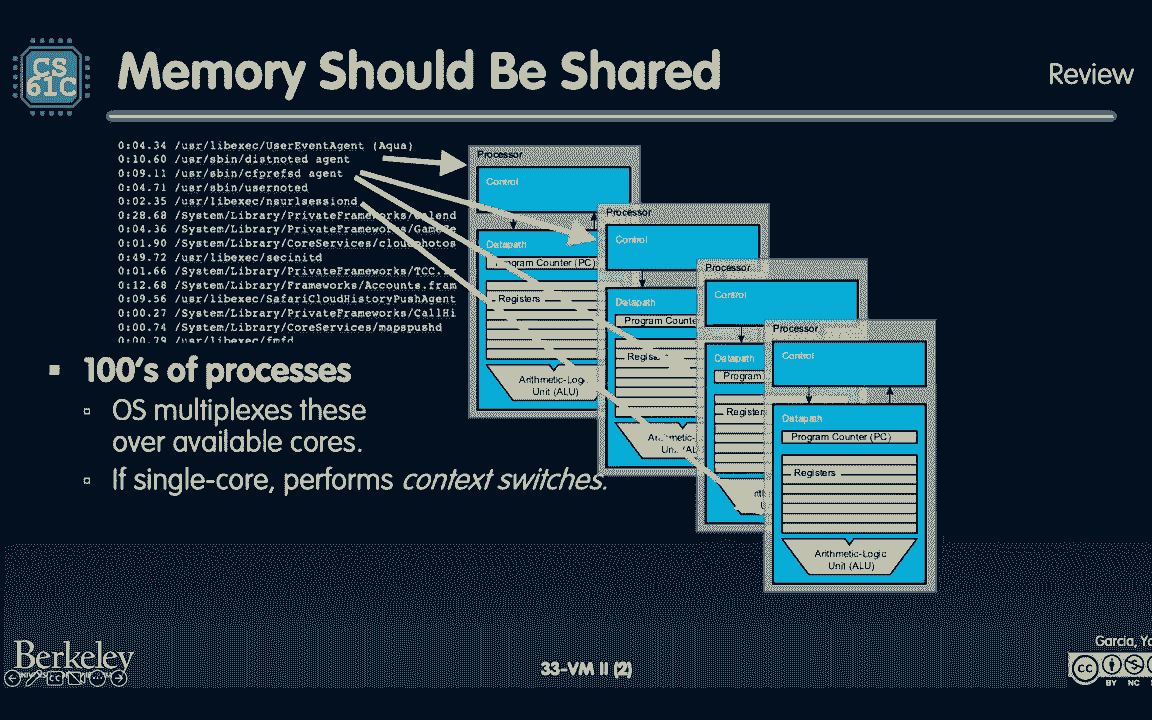 CS
61C
Memory Should Be Shared
Review
0:04.34 /usr/libexec/UserEventAgent (Aqua)
0:10.60 /usr/sbin/distnoted agent
0:09.11 /usr/sbin/cfprefsd agent
0:04.71 /usr/sbin/usernoted
0:02.35 /usr/libexec/nsurlsessiond
0:28.68 /System/Library/PrivateFrameworks/Calend
0:04.36 /System/Library/PrivateFrameworks/GameCe
0:01.90 /System/Library/CoreServices/cloudphotos
0:49.72 /usr/libexec/secinitd
0:01.66 /System/Library/PrivateFrameworks/TCC.fr
0:12.68 /System/Library/Frameworks/Accounts.fram
0:09.56 /usr/libexec/SafariCloudHistoryPushAgent
0:00.27 /System/Library/PrivateFrameworks/CallHi
0:00.74 /System/Library/CoreServices/mapspushd
0:00.79 /usr/libexec/fmfd
100's of processes
OS multiplexes these
over available cores.
If single-core, performs context switches.
Processor
Control
Datapath
Program Counter (PC)
Registers
Arithmetic-Log
Unit (ALU)
Processor
Control
Datapath
Program Counte
Regist
Unit (AL
Processor
Control
Datapath
Program
Register
Processor
Control
Datapath
Program Counter (PC)
Registers
Arithmetic-Logic
Unit (ALU)
Berkeley
33-VM II (2)
Garcia, Yo
CC
BY NC